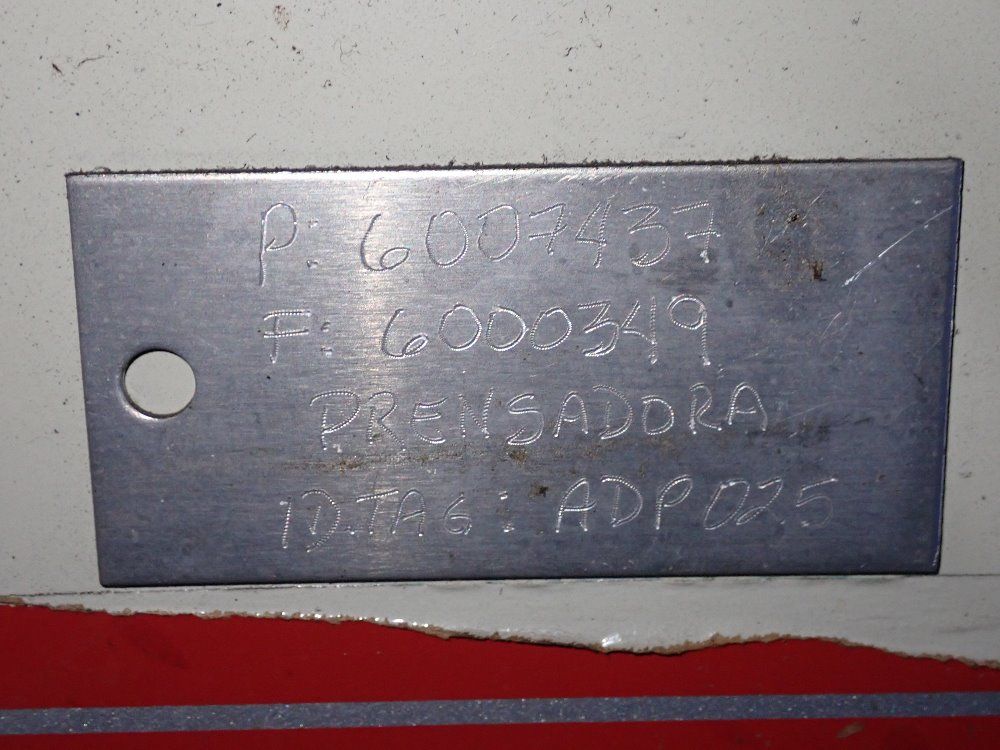 P: 6007437
F: 6000349
PRENSADORA
ID.TAG: ADP025